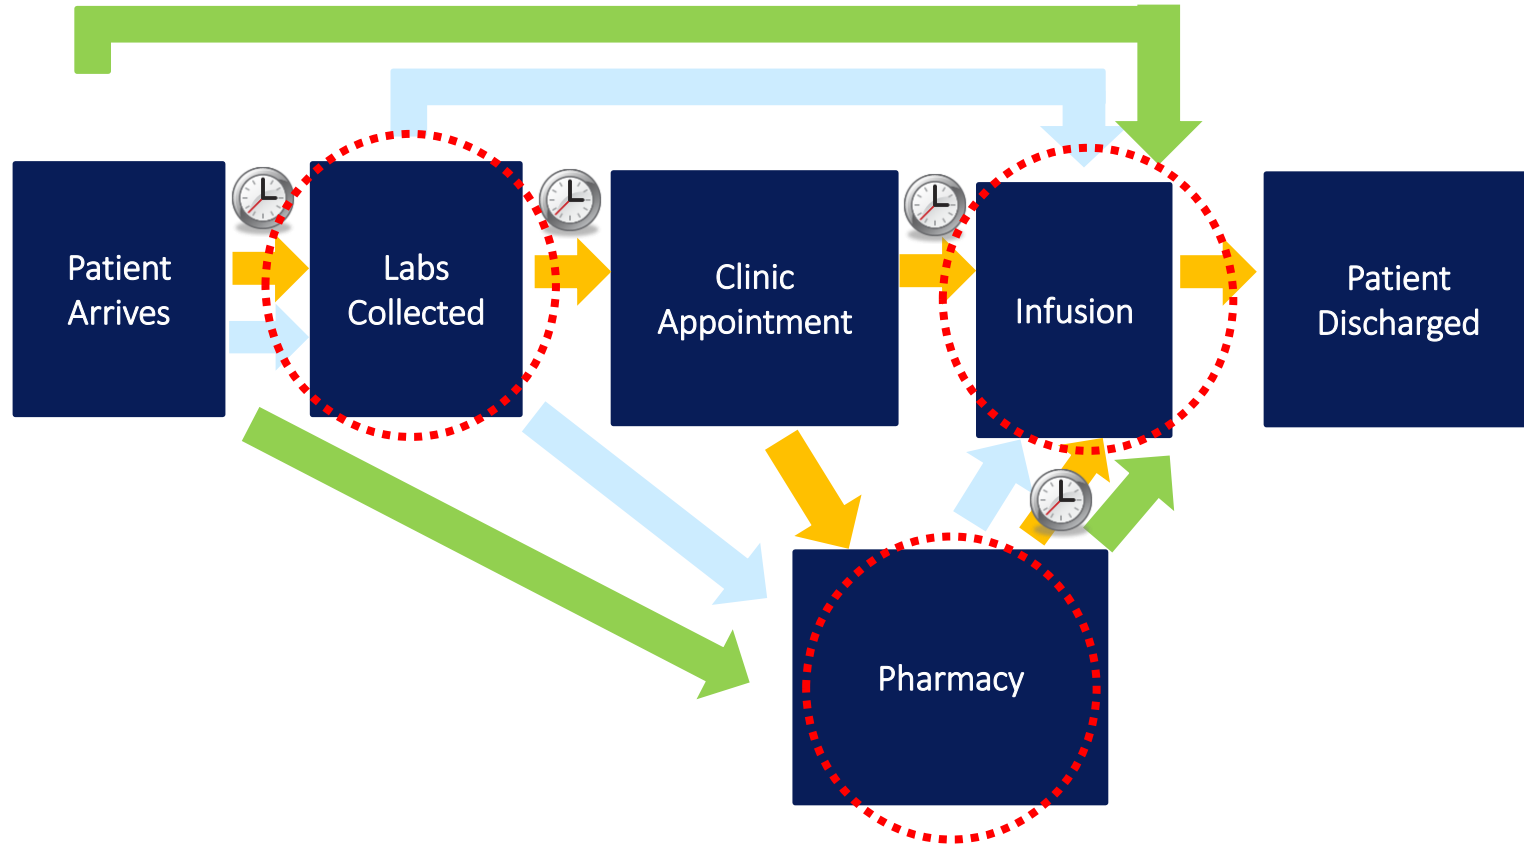 Patient
Arrives
Labs
Collected
Clinic
Appointment
Infusion
Patient
Discharged
Pharmacy